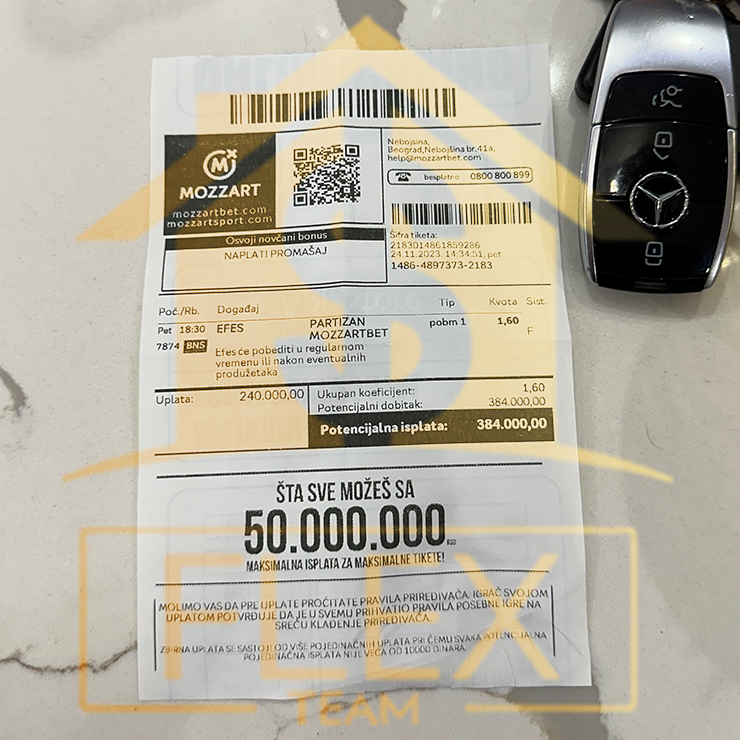 MOZZART
mozzartbet.com
mozzartsport.com
Nebojsina,
Beograd,Nebojšina br.41a,
help@mozzartbet.com
besplatno 0800 800 899
Osvoji novčani bonus
NAPLATI PROMAŠAJ
Šifra tiketa:
2183014861859286
24.11.2023. 14:34:51, pet
1486-4897373-2183
Poč./Rb. Događaj Tip Kvota Sist.
Pet 18:30 EFES PARTIZAN MOZZARTBET pobm 1 1,60 F
7874 BNS Efes će pobediti u regularnom
vremenu ili nakon eventualnih
produžetaka
Uplata: 240.000,00
Ukupan koeficijent: 1,60
Potencijalni dobitak: 384.000,00
Potencijalna isplata: 384.000,00
ŠTA SVE MOŽEŠ SA
50.000.000 RSD
MAKSIMALNA ISPLATA ZA MAKSIMALNE TIKETE!
MOLIMO VAS DA PRE UPLATE PROČITATE PRAVILA PRIREĐIVAČA. IGRAČ SVOJOM
UPLATOM POTVRĐUJE DA JE U SVEMU PRIHVATIO PRAVILA POSEBNE IGRE NA
SREĆU KLAĐENJE PRIREĐIVAČA.
ZBIRNA UPLATA SE SASTOJI OD VIŠE POJEDINAČNIH UPLATA PRI ČEMU SVAKA POTENCIJALNA
POJEDINAČNA ISPLATA NIJE VEĆA OD 10000 DINARA.
FLEX
TEAM